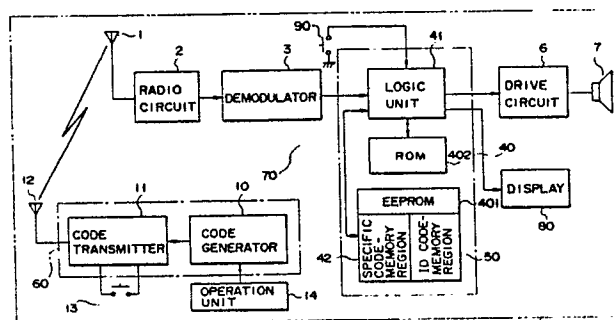 90
1
2
RADIO
CIRCUIT
3
DEMODULATOR
41
LOGIC
UNIT
6
DRIVE
CIRCUIT
7
ROM
402
40
70
12
11
CODE
TRANSMITTER
10
CODE
GENERATOR
60
13
OPERATION
UNIT
14
EEPROM
401
42
SPECIFIC
CODE-
MEMORY
REGION
ID CODE-
MEMORY
REGION
50
DISPLAY
80